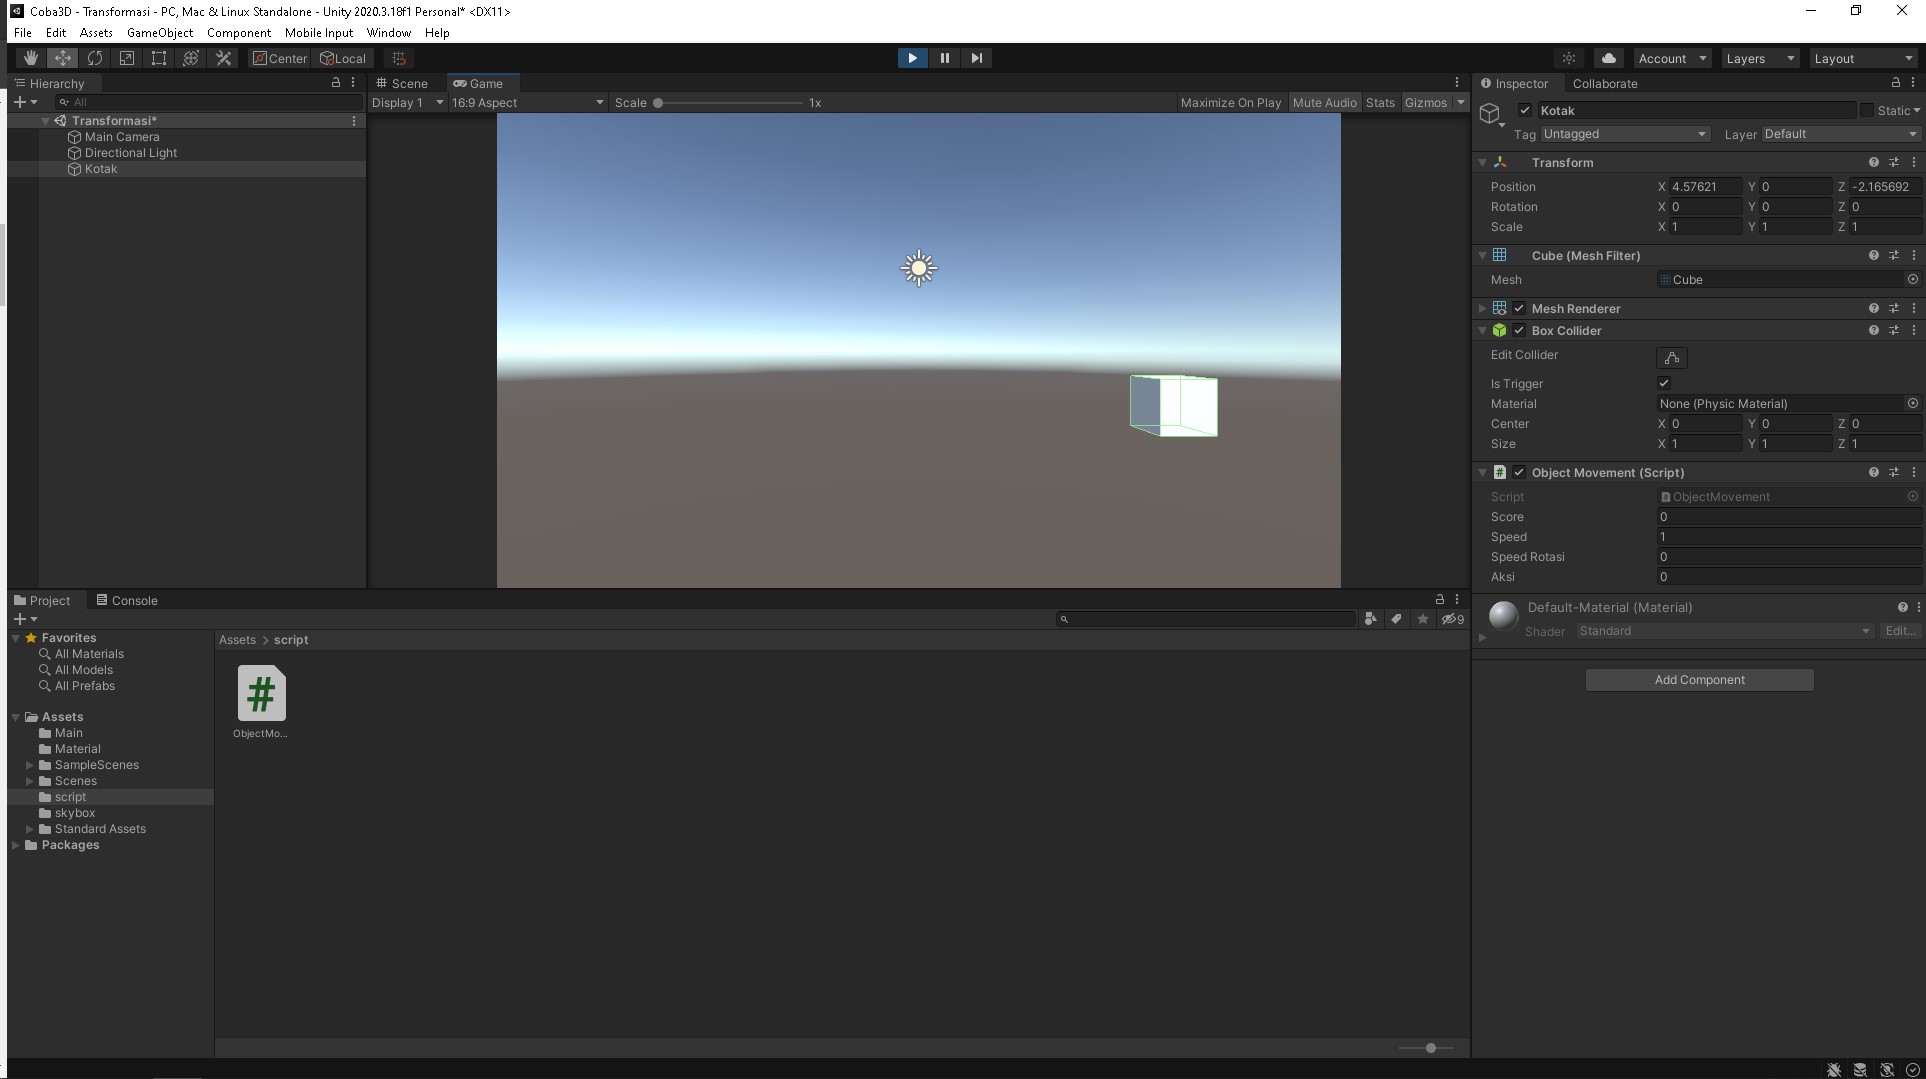 Coba3D - Transformasi - PC, Mac & Linux Standalone - Unity 2020.3.18f1 Personal* <DX11>
File Edit Assets GameObject Component Mobile Input Window Help
Center Local
Account Layers Layout
Hierarchy
All
Transformasi*
Main Camera
Directional Light
Kotak
Scene Game
Display 1 16:9 Aspect Scale 1x Maximize On Play Mute Audio Stats Gizmos
Inspector Collaborate
Kotak Static
Tag Untagged Layer Default
Transform
Position X 4.57621 Y 0 Z -2.165692
Rotation X 0 Y 0 Z 0
Scale X 1 Y 1 Z 1
Cube (Mesh Filter)
Mesh Cube
Mesh Renderer
Box Collider
Edit Collider
Is Trigger
Material None (Physic Material)
Center X 0 Y 0 Z 0
Size X 1 Y 1 Z 1
Object Movement (Script)
Script ObjectMovement
Score 0
Speed 1
Speed Rotasi 0
Aksi 0
Default-Material (Material)
Shader Standard Edit...
Add Component
Project Console
9
Favorites
All Materials
All Models
All Prefabs
Assets
Main
Material
SampleScenes
Scenes
script
skybox
Standard Assets
Packages
Assets > script
#
ObjectMo...